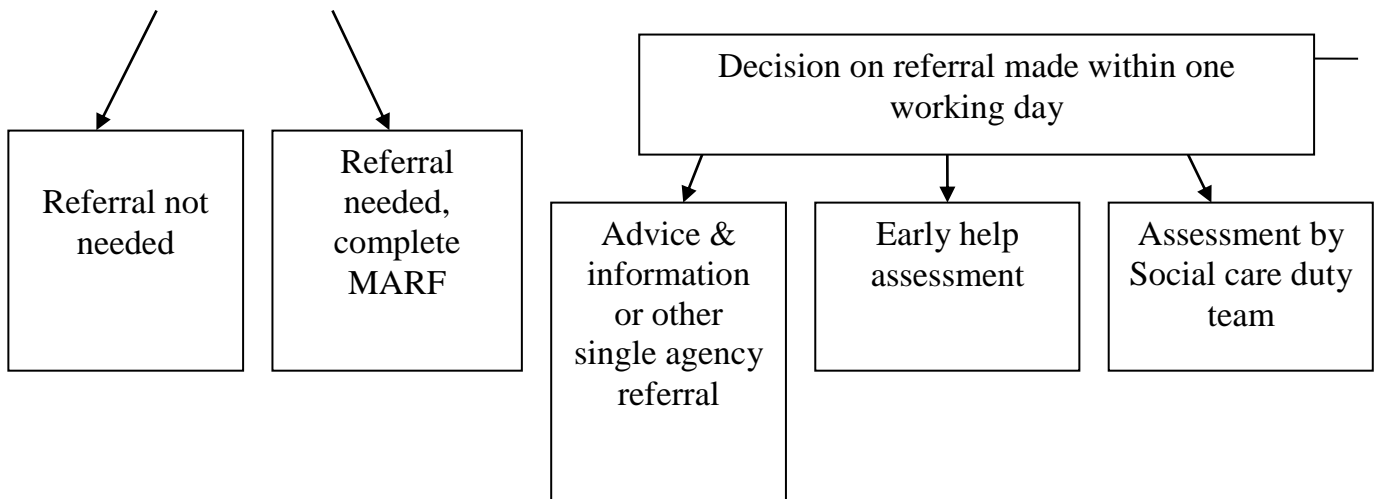 Decision on referral made within one
working day
Referral not
needed
Referral
needed,
complete
MARF
Advice &
information
or other
single agency
referral
Early help
assessment
Assessment by
Social care duty
team